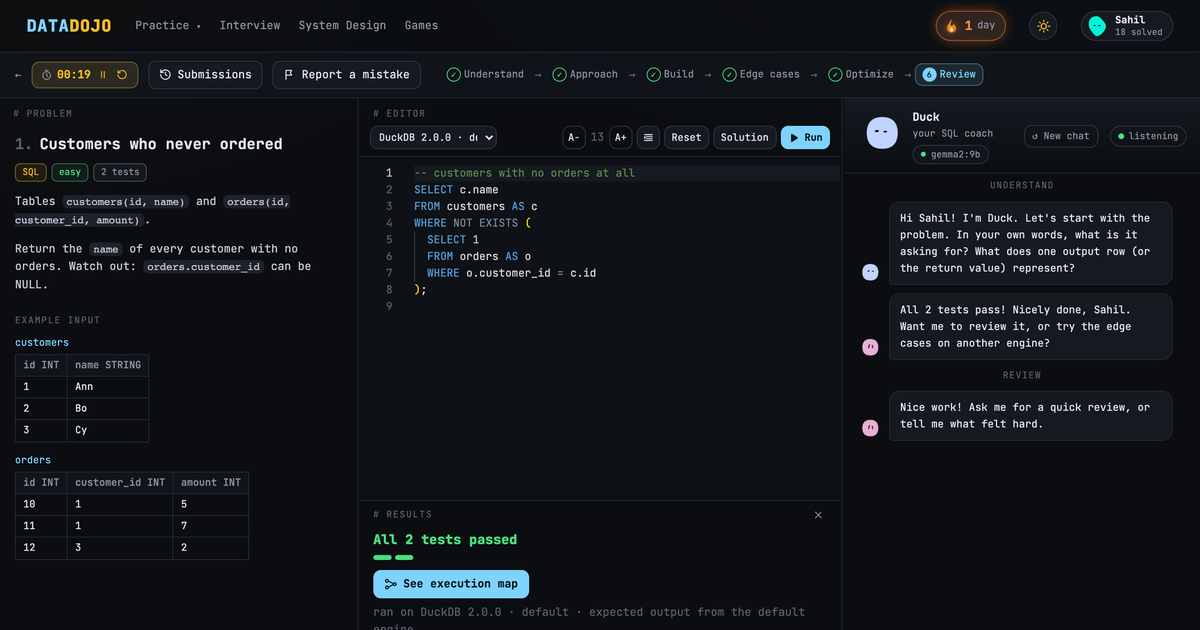 DATADOJO
Practice
Interview
System Design
Games
1 day
Sahil
18 solved
00:19
Submissions
Report a mistake
Understand → Approach → Build → Edge cases → Optimize → 6 Review
# PROBLEM
1. Customers who never ordered
SQL
easy
2 tests
Tables customers(id, name) and orders(id,
customer_id, amount).
Return the name of every customer with no
orders. Watch out: orders.customer_id can be
NULL.
EXAMPLE INPUT
customers
id INT name STRING
1 Ann
2 Bo
3 Cy
orders
id INT customer_id INT amount INT
10 1 5
11 1 7
12 3 2
# EDITOR
DuckDB 2.0.0 ·
A- 13 A+
Reset
Solution
Run
1 -- customers with no orders at all
2 SELECT c.name
3 FROM customers AS c
4 WHERE NOT EXISTS (
5 SELECT 1
6 FROM orders AS o
7 WHERE o.customer_id = c.id
8 );
9
# RESULTS
All 2 tests passed
See execution map
ran on DuckDB 2.0.0 · default · expected output from the default
engine
Duck
your SQL coach
gemma2:9b
New chat
listening
UNDERSTAND
Hi Sahil! I'm Duck. Let's start with the
problem. In your own words, what is it
asking for? What does one output row (or
the return value) represent?
All 2 tests pass! Nicely done, Sahil.
Want me to review it, or try the edge
cases on another engine?
REVIEW
Nice work! Ask me for a quick review, or
tell me what felt hard.